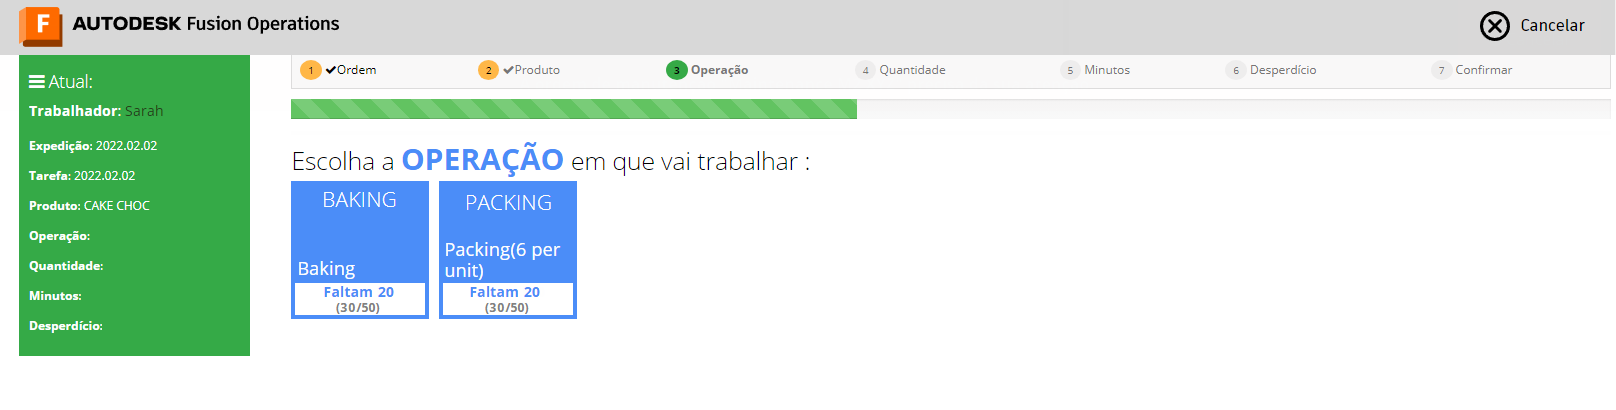 F AUTODESK Fusion Operations
Cancelar
Atual:
Trabalhador: Sarah
Expedição: 2022.02.02
Tarefa: 2022.02.02
Produto: CAKE CHOC
Operação:
Quantidade:
Minutos:
Desperdício:
1 Ordem 2 Produto 3 Operação 4 Quantidade 5 Minutos 6 Desperdício 7 Confirmar
Escolha a OPERAÇÃO em que vai trabalhar :
BAKING
Baking
Faltam 20
(30/50)
PACKING
Packing(6 per
unit)
Faltam 20
(30/50)